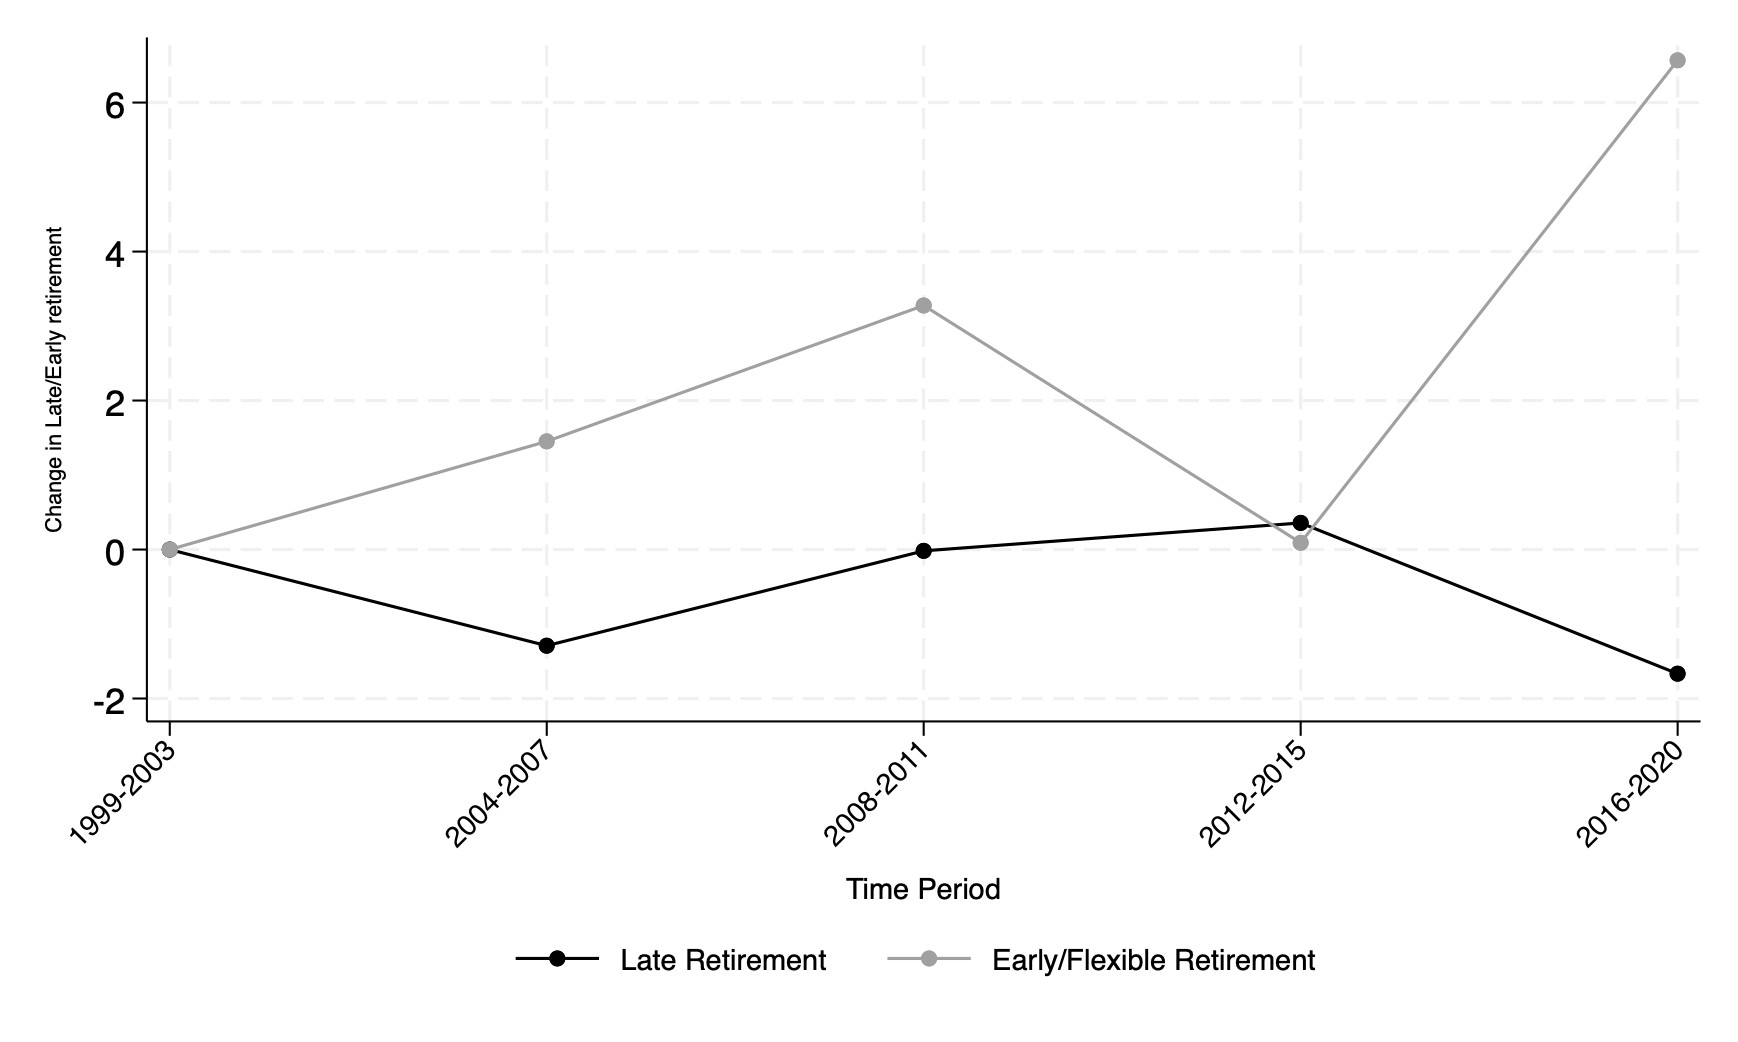 Change in Late/Early retirement
6
4
2
0
-2
1999-2003
2004-2007
2008-2011
2012-2015
2016-2020
Time Period
Late Retirement
Early/Flexible Retirement